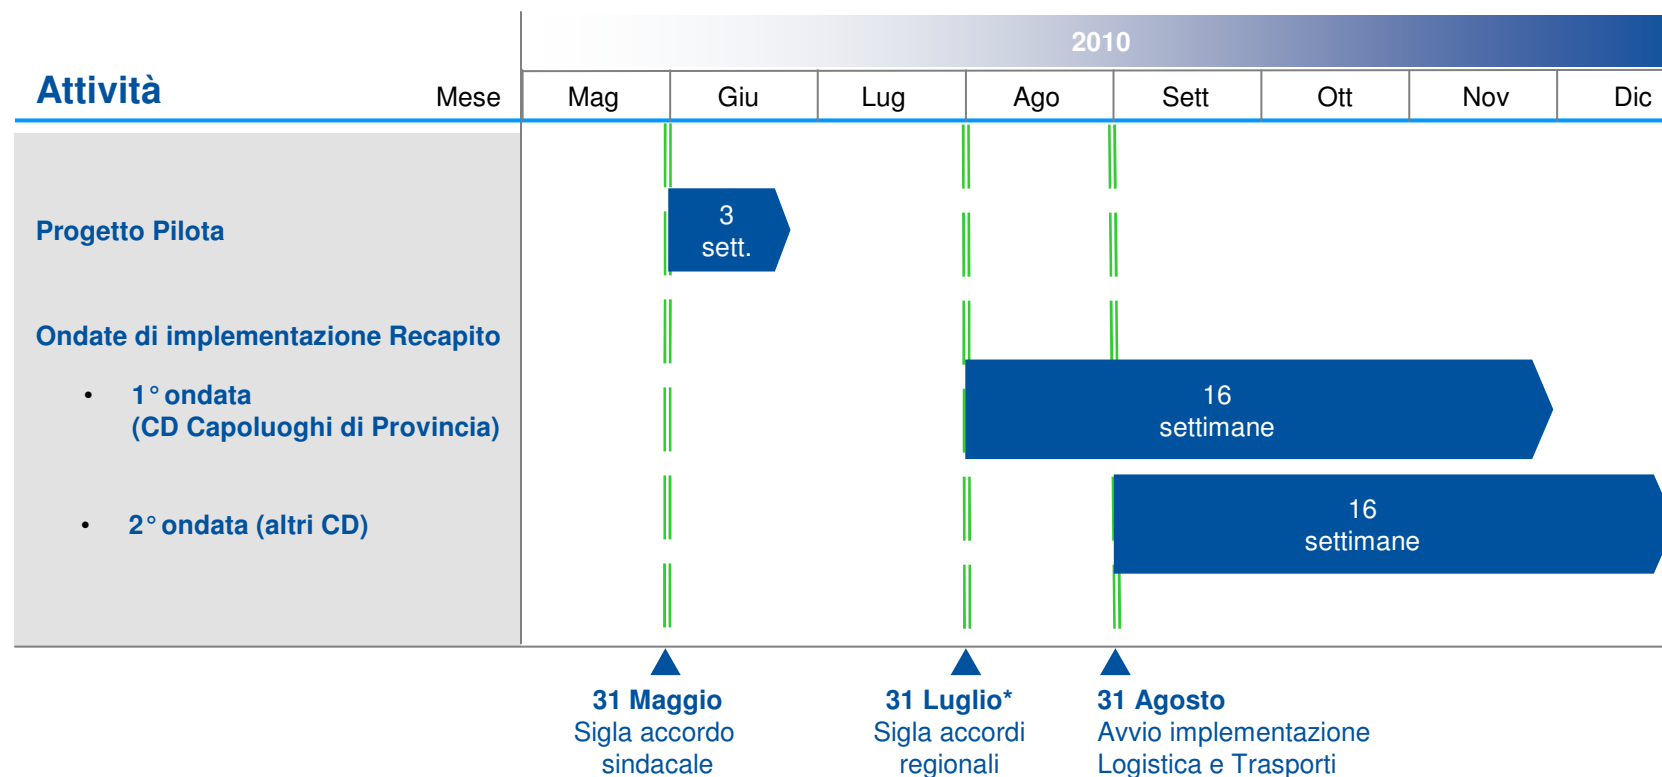 2010
Attività
Mese
Mag
Giu
Lug
Ago
Sett
Ott
Nov
Dic
Progetto Pilota
3
sett.
Ondate di implementazione Recapito
• 1° ondata
(CD Capoluoghi di Provincia)
16
settimane
• 2° ondata (altri CD)
16
settimane
31 Maggio
Sigla accordo
sindacale
31 Luglio*
Sigla accordi
regionali
31 Agosto
Avvio implementazione
Logistica e Trasporti